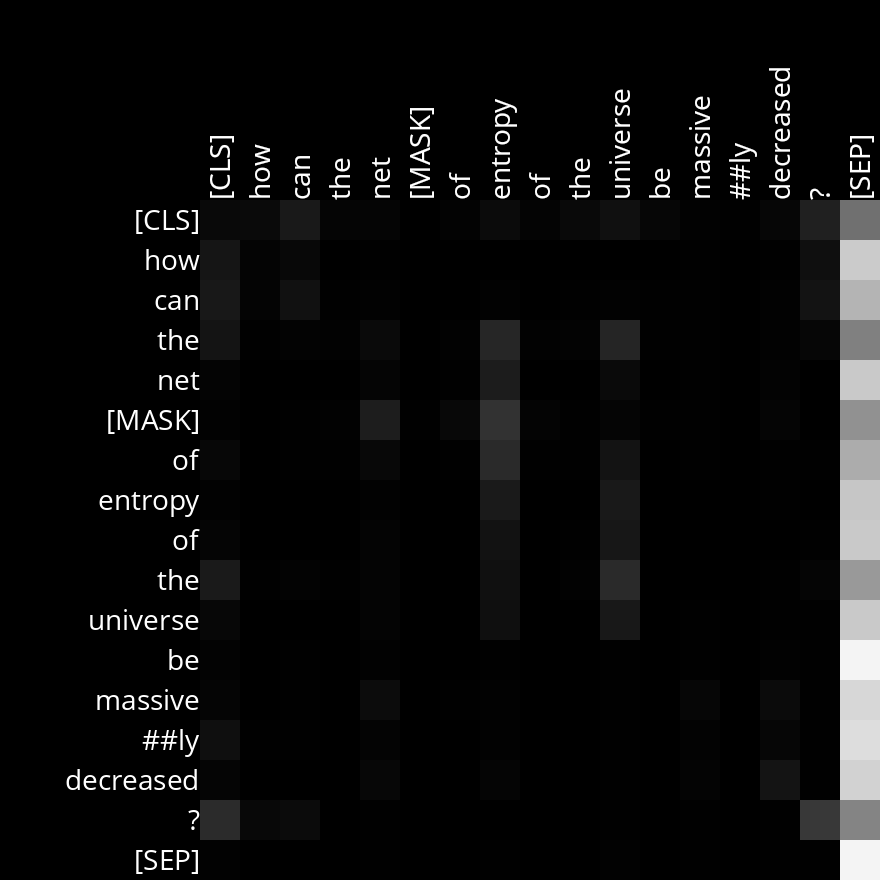 [CLS] how can the net [MASK] of entropy of the universe be massive ##ly decreased ? [SEP]
[CLS]
how
can
the
net
[MASK]
of
entropy
of
the
universe
be
massive
##ly
decreased
?
[SEP]